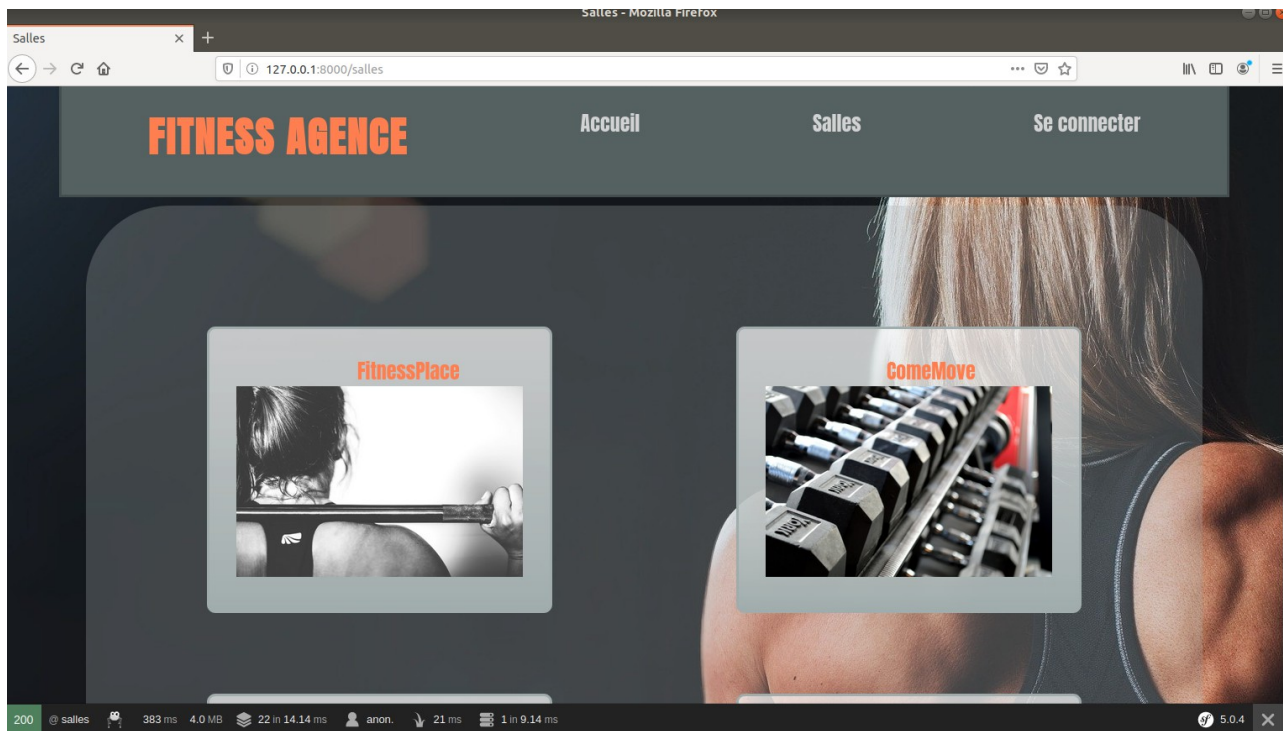 Salles - Mozilla Firefox
Salles
127.0.0.1:8000/salles
FITNESS AGENCE
Accueil
Salles
Se connecter
FitnessPlace
ComeMove
200 @ salles 383 ms 4.0 MB 22 in 14.14 ms anon. 21 ms 1 in 9.14 ms sf 5.0.4